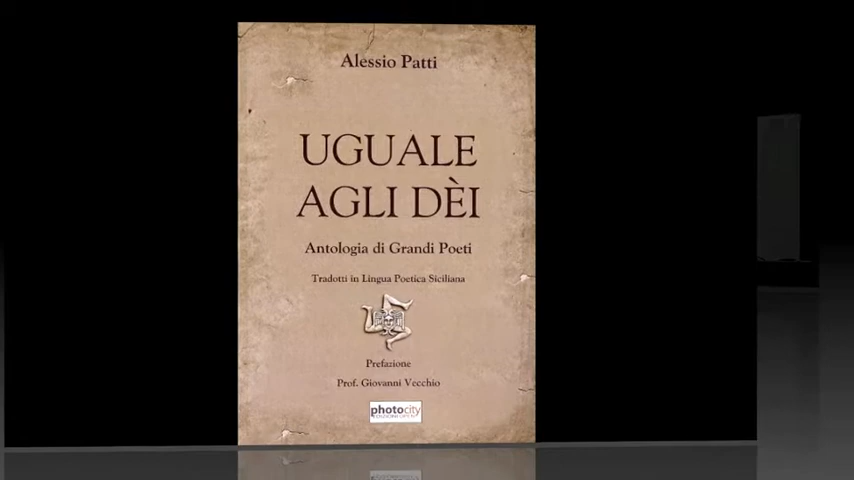 Alessio Patti
UGUALE
AGLI DÈI
Antologia di Grandi Poeti
Tradotti in Lingua Poetica Siciliana
Prefazione
Prof. Giovanni Vecchio
photocity